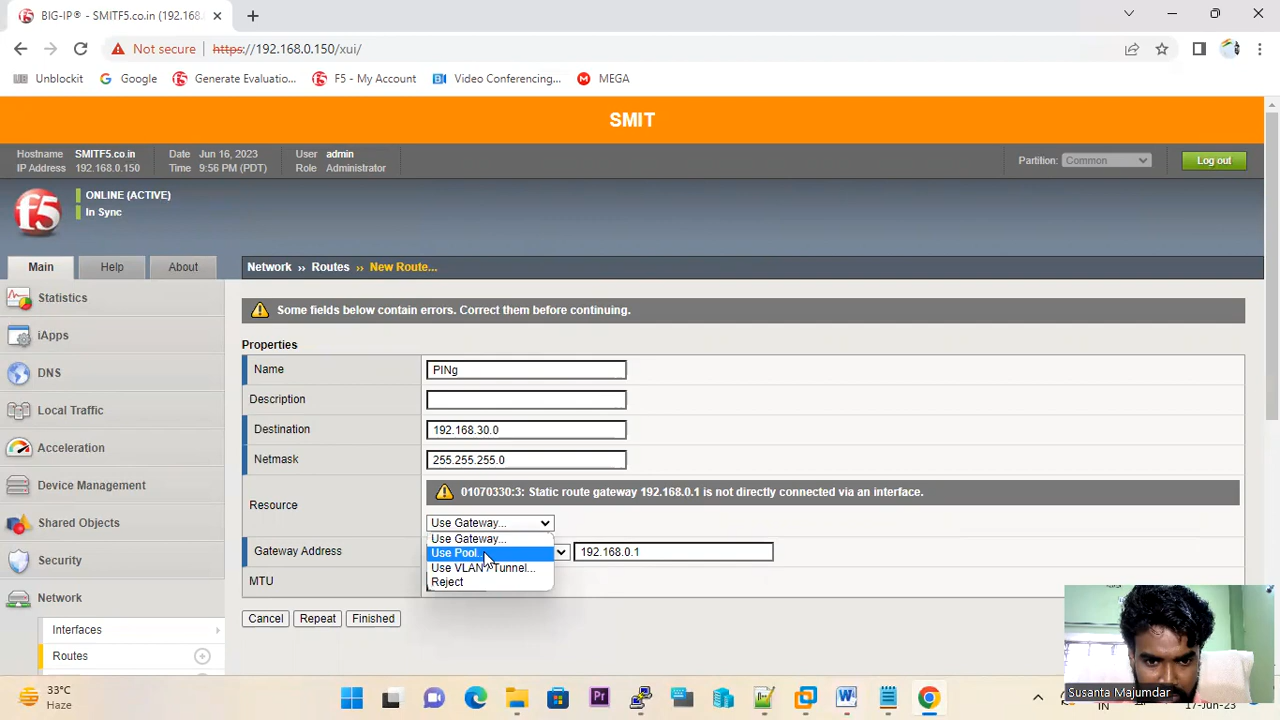 BIG-IP® - SMITF5.co.in (192.168.
Not secure https://192.168.0.150/xui/
Unblockit Google Generate Evaluatio... F5 - My Account Video Conferencing... MEGA
SMIT
Hostname SMITF5.co.in Date Jun 16, 2023 User admin
IP Address 192.168.0.150 Time 9:56 PM (PDT) Role Administrator
Partition: Common Log out
f5
ONLINE (ACTIVE)
In Sync
Main Help About
Network ›› Routes ›› New Route...
Statistics
iApps
DNS
Local Traffic
Acceleration
Device Management
Shared Objects
Security
Network
Interfaces
Routes
Some fields below contain errors. Correct them before continuing.
Properties
Name PINg
Description
Destination 192.168.30.0
Netmask 255.255.255.0
Resource
01070330:3: Static route gateway 192.168.0.1 is not directly connected via an interface.
Use Gateway...
Use Gateway...
Use Pool...
Use VLAN / Tunnel...
Reject
Gateway Address 192.168.0.1
MTU
Cancel Repeat Finished
Susanta Majumdar
33°C
Haze
IN
17-Jun-23